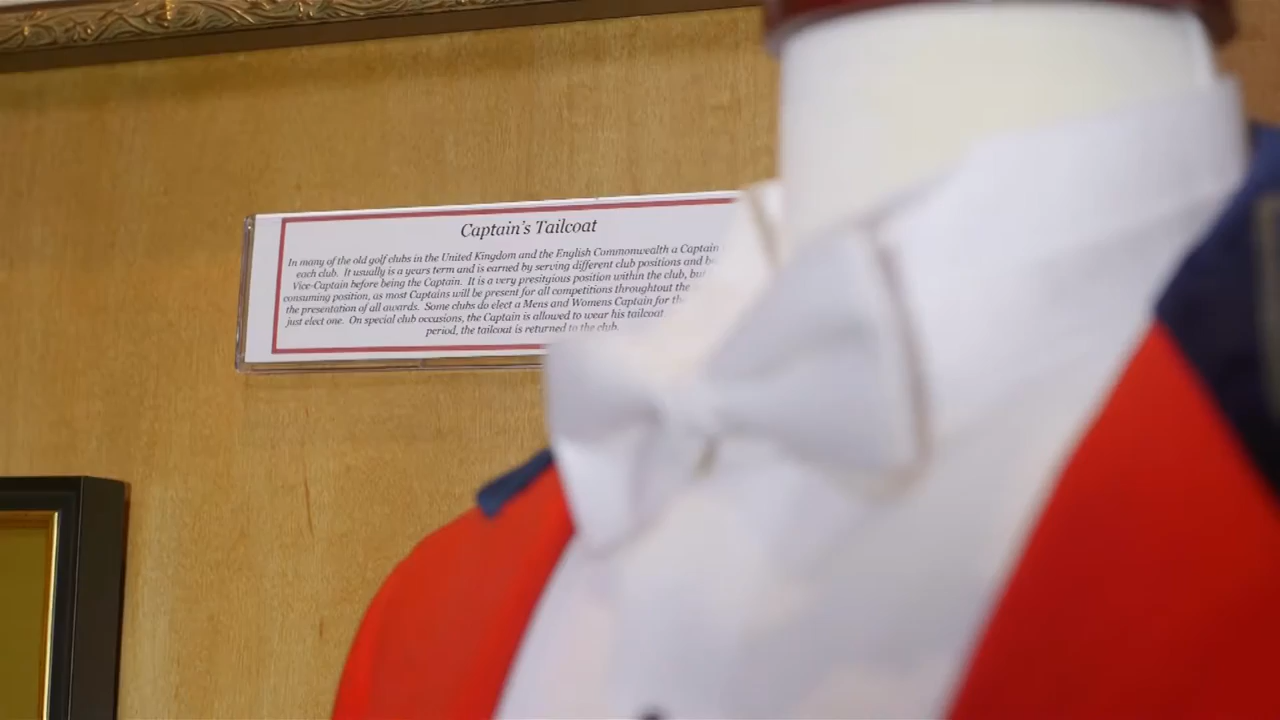 Captain's Tailcoat
In many of the old golf clubs in the United Kingdom and the English Commonwealth a Captain
each club. It usually is a years term and is earned by serving different club positions and
Vice-Captain before being the Captain. It is a very presitgious position within the club,
consuming position, as most Captains will be present for all competitions throughtout the
the presentation of all awards. Some clubs do elect a Mens and Womens Captain for
just elect one. On special club occasions, the Captain is allowed to wear his tailcoat
period, the tailcoat is returned to the club.